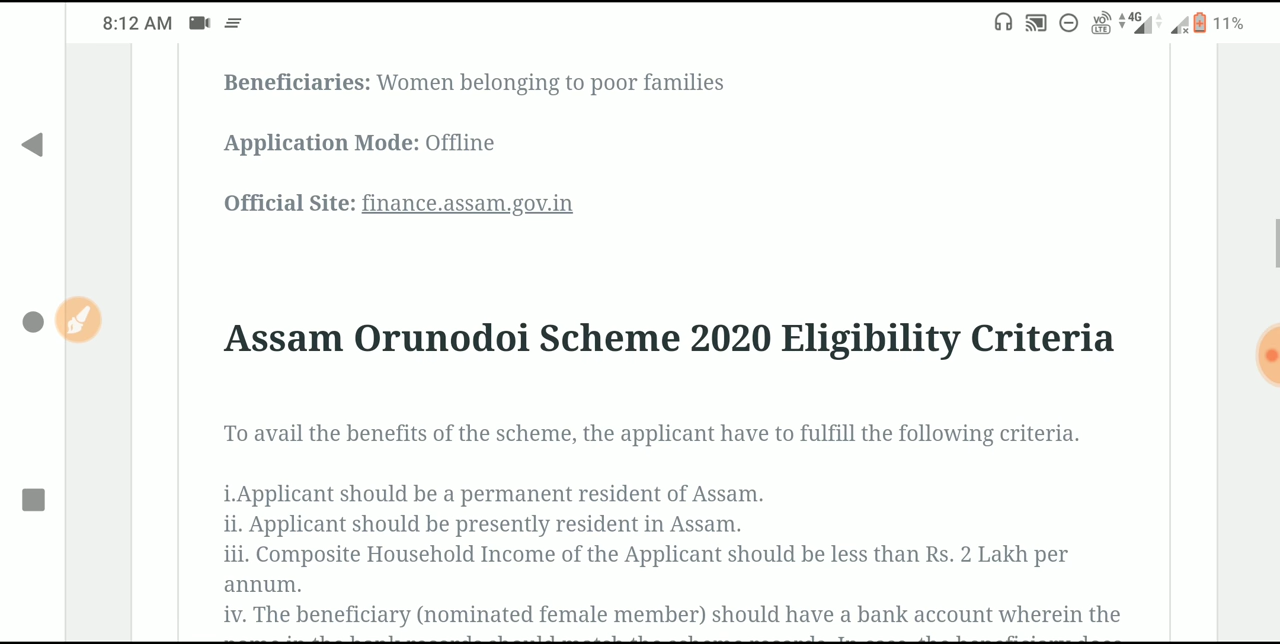 8:12 AM
VO LTE 4G 11%
Beneficiaries: Women belonging to poor families
Application Mode: Offline
Official Site: finance.assam.gov.in
Assam Orunodoi Scheme 2020 Eligibility Criteria
To avail the benefits of the scheme, the applicant have to fulfill the following criteria.
i.Applicant should be a permanent resident of Assam.
ii. Applicant should be presently resident in Assam.
iii. Composite Household Income of the Applicant should be less than Rs. 2 Lakh per
annum.
iv. The beneficiary (nominated female member) should have a bank account wherein the